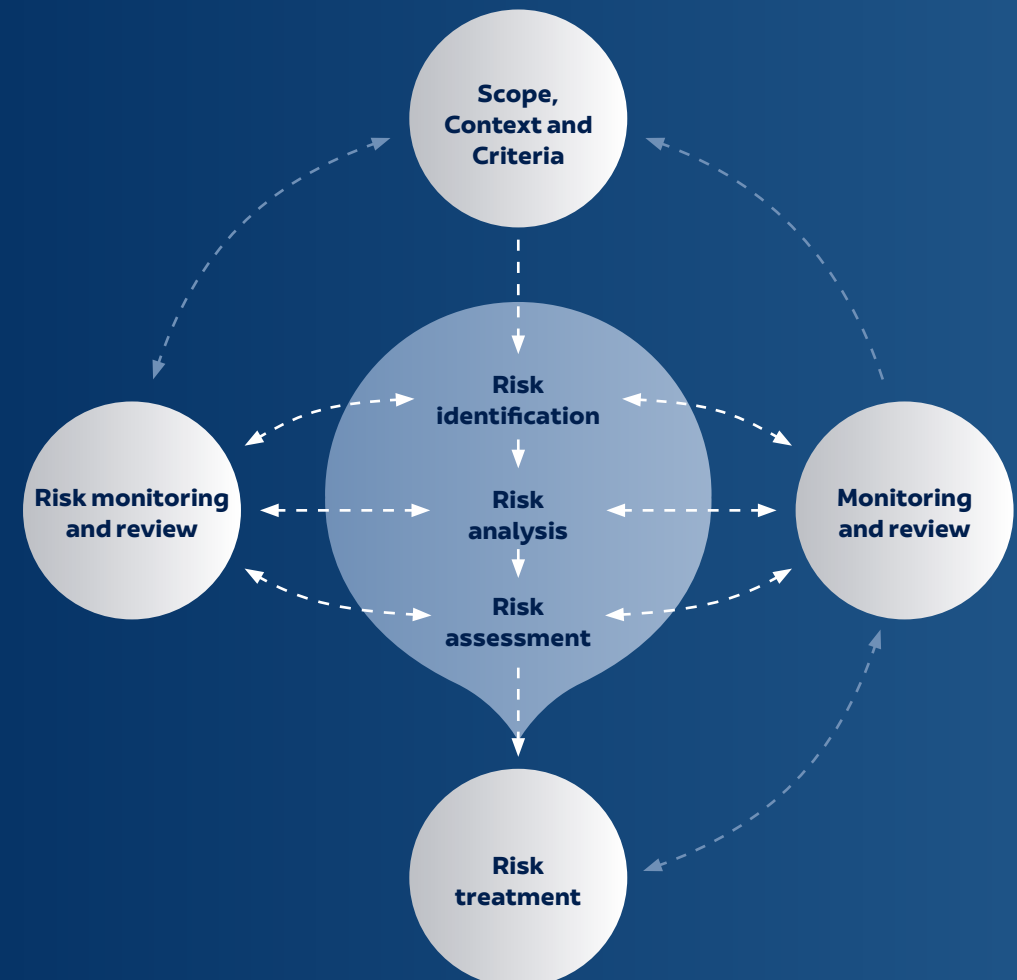 Scope,
Context and
Criteria
Risk
identification
Risk monitoring
and review
Risk
analysis
Monitoring
and review
Risk
assessment
Risk
treatment